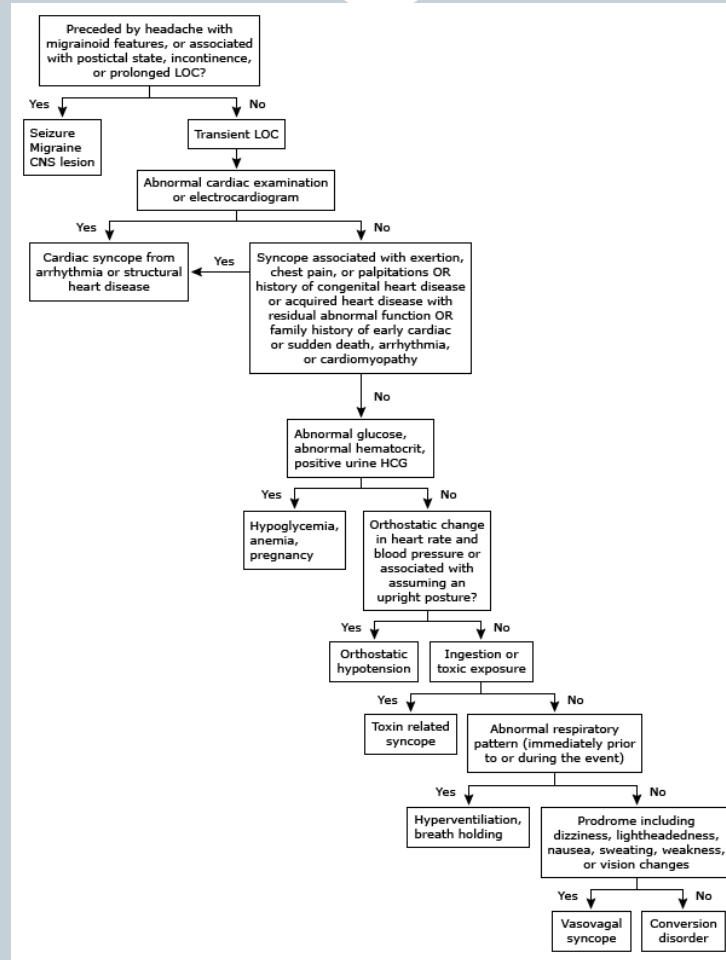 Preceded by headache with
migrainoid features, or associated
with postictal state, incontinence,
or prolonged LOC?
Yes
No
Seizure
Migraine
CNS lesion
Transient LOC
Abnormal cardiac examination
or electrocardiogram
Yes
No
Cardiac syncope from
arrhythmia or structural
heart disease
Yes
Syncope associated with exertion,
chest pain, or palpitations OR
history of congenital heart disease
or acquired heart disease with
residual abnormal function OR
family history of early cardiac
or sudden death, arrhythmia,
or cardiomyopathy
No
Abnormal glucose,
abnormal hematocrit,
positive urine HCG
Yes
No
Hypoglycemia,
anemia,
pregnancy
Orthostatic change
in heart rate and
blood pressure or
associated with
assuming an
upright posture?
Yes
No
Orthostatic
hypotension
Ingestion or
toxic exposure
Yes
No
Toxin related
syncope
Abnormal respiratory
pattern (immediately prior
to or during the event)
Yes
No
Hyperventiliation,
breath holding
Prodrome including
dizziness, lightheadedness,
nausea, sweating, weakness,
or vision changes
Yes
No
Vasovagal
syncope
Conversion
disorder